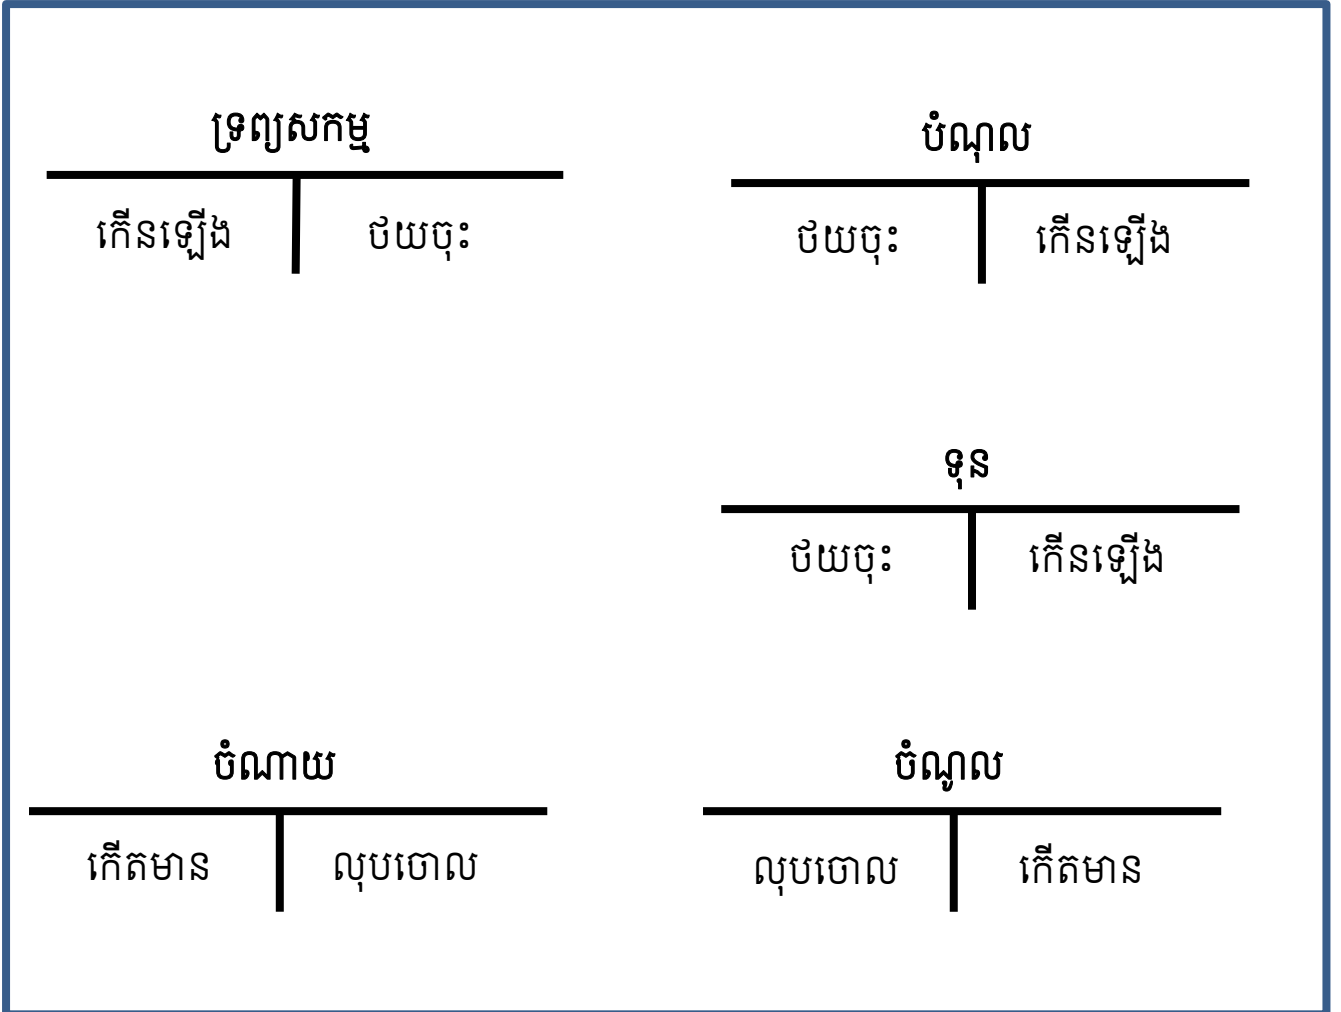 ទ្រព្យសកម្ម
កើនឡើង ថយចុះ
បំណុល
ថយចុះ កើនឡើង
ទុន
ថយចុះ កើនឡើង
ចំណាយ
កើតមាន លុបចោល
ចំណូល
លុបចោល កើតមាន